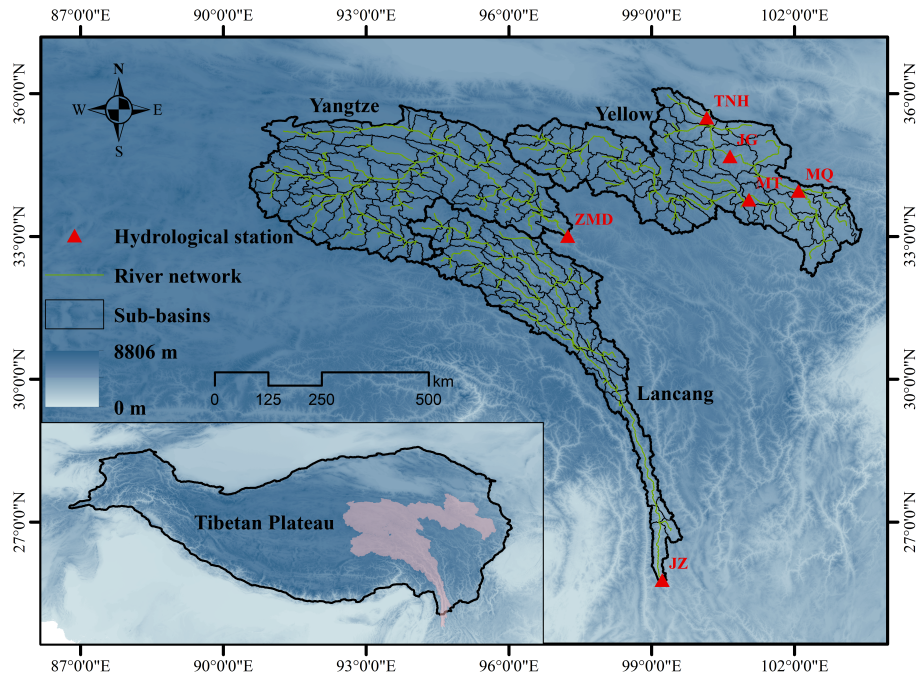 87°0'0"E 90°0'0"E 93°0'0"E 96°0'0"E 99°0'0"E 102°0'0"E
36°0'0"N
36°0'0"N
N
W E
S
Yangtze
Yellow
TNH
JG
MT
MQ
ZMD
33°0'0"N
33°0'0"N
Hydrological station
River network
Sub-basins
8806 m
0 m
km
0 125 250 500
30°0'0"N
30°0'0"N
Lancang
Tibetan Plateau
27°0'0"N
27°0'0"N
JZ
87°0'0"E 90°0'0"E 93°0'0"E 96°0'0"E 99°0'0"E 102°0'0"E